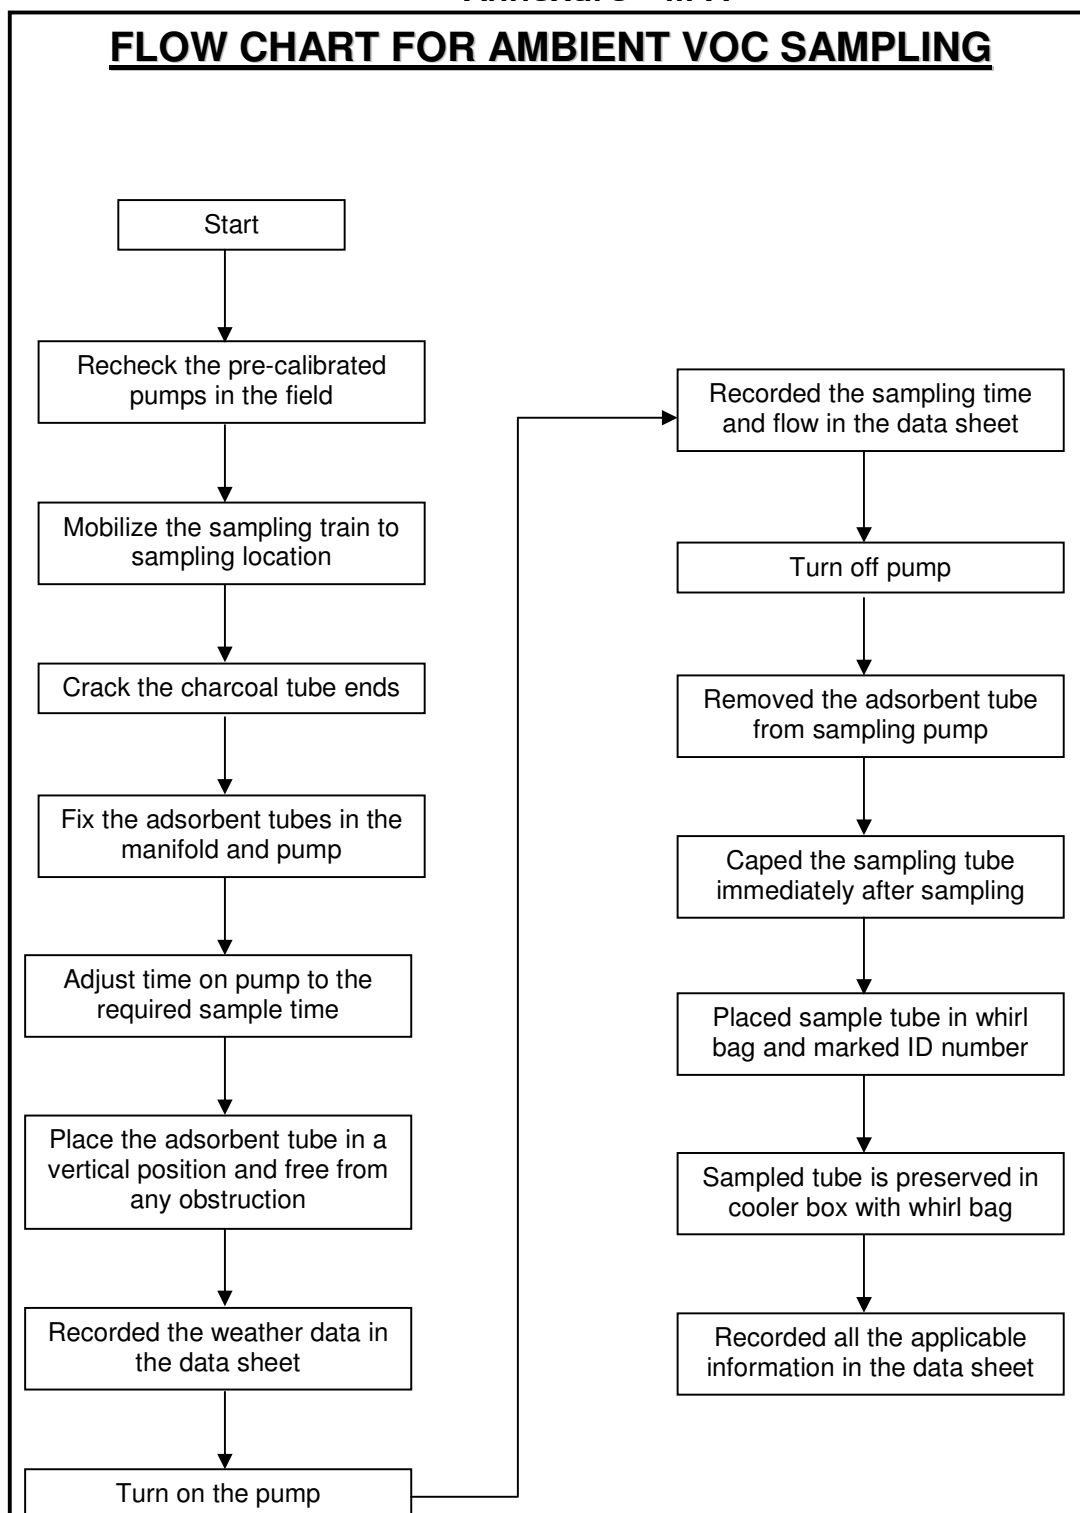 FLOW CHART FOR AMBIENT VOC SAMPLING
Start
Recheck the pre-calibrated
pumps in the field
Mobilize the sampling train to
sampling location
Crack the charcoal tube ends
Fix the adsorbent tubes in the
manifold and pump
Adjust time on pump to the
required sample time
Place the adsorbent tube in a
vertical position and free from
any obstruction
Recorded the weather data in
the data sheet
Turn on the pump
Recorded the sampling time
and flow in the data sheet
Turn off pump
Removed the adsorbent tube
from sampling pump
Caped the sampling tube
immediately after sampling
Placed sample tube in whirl
bag and marked ID number
Sampled tube is preserved in
cooler box with whirl bag
Recorded all the applicable
information in the data sheet